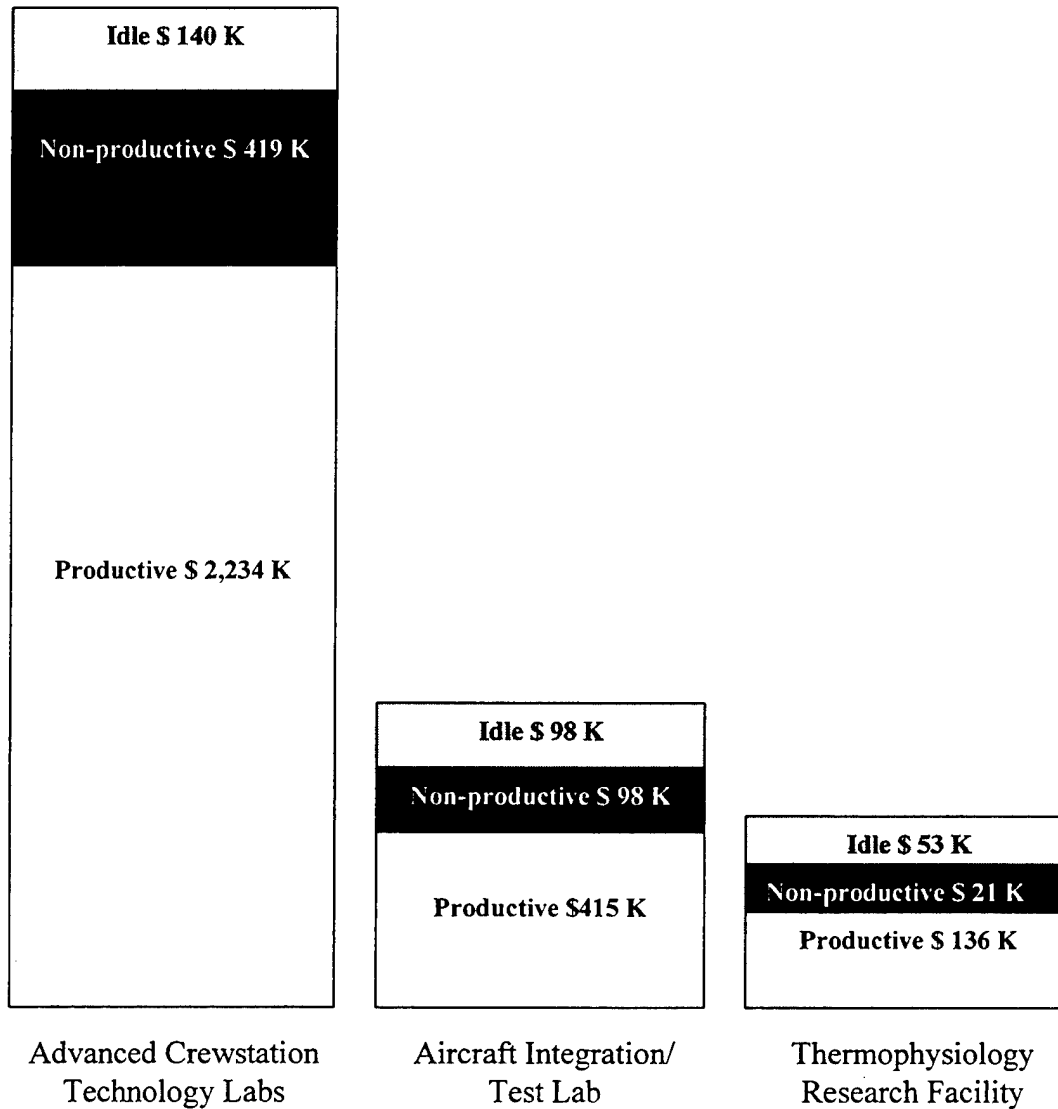 Idle $ 140 K
Non-productive $ 419 K
Productive $ 2,234 K
Advanced Crewstation
Technology Labs
Idle $ 98 K
Non-productive $ 98 K
Productive $415 K
Aircraft Integration/
Test Lab
Idle $ 53 K
Non-productive $ 21 K
Productive $ 136 K
Thermophysiology
Research Facility